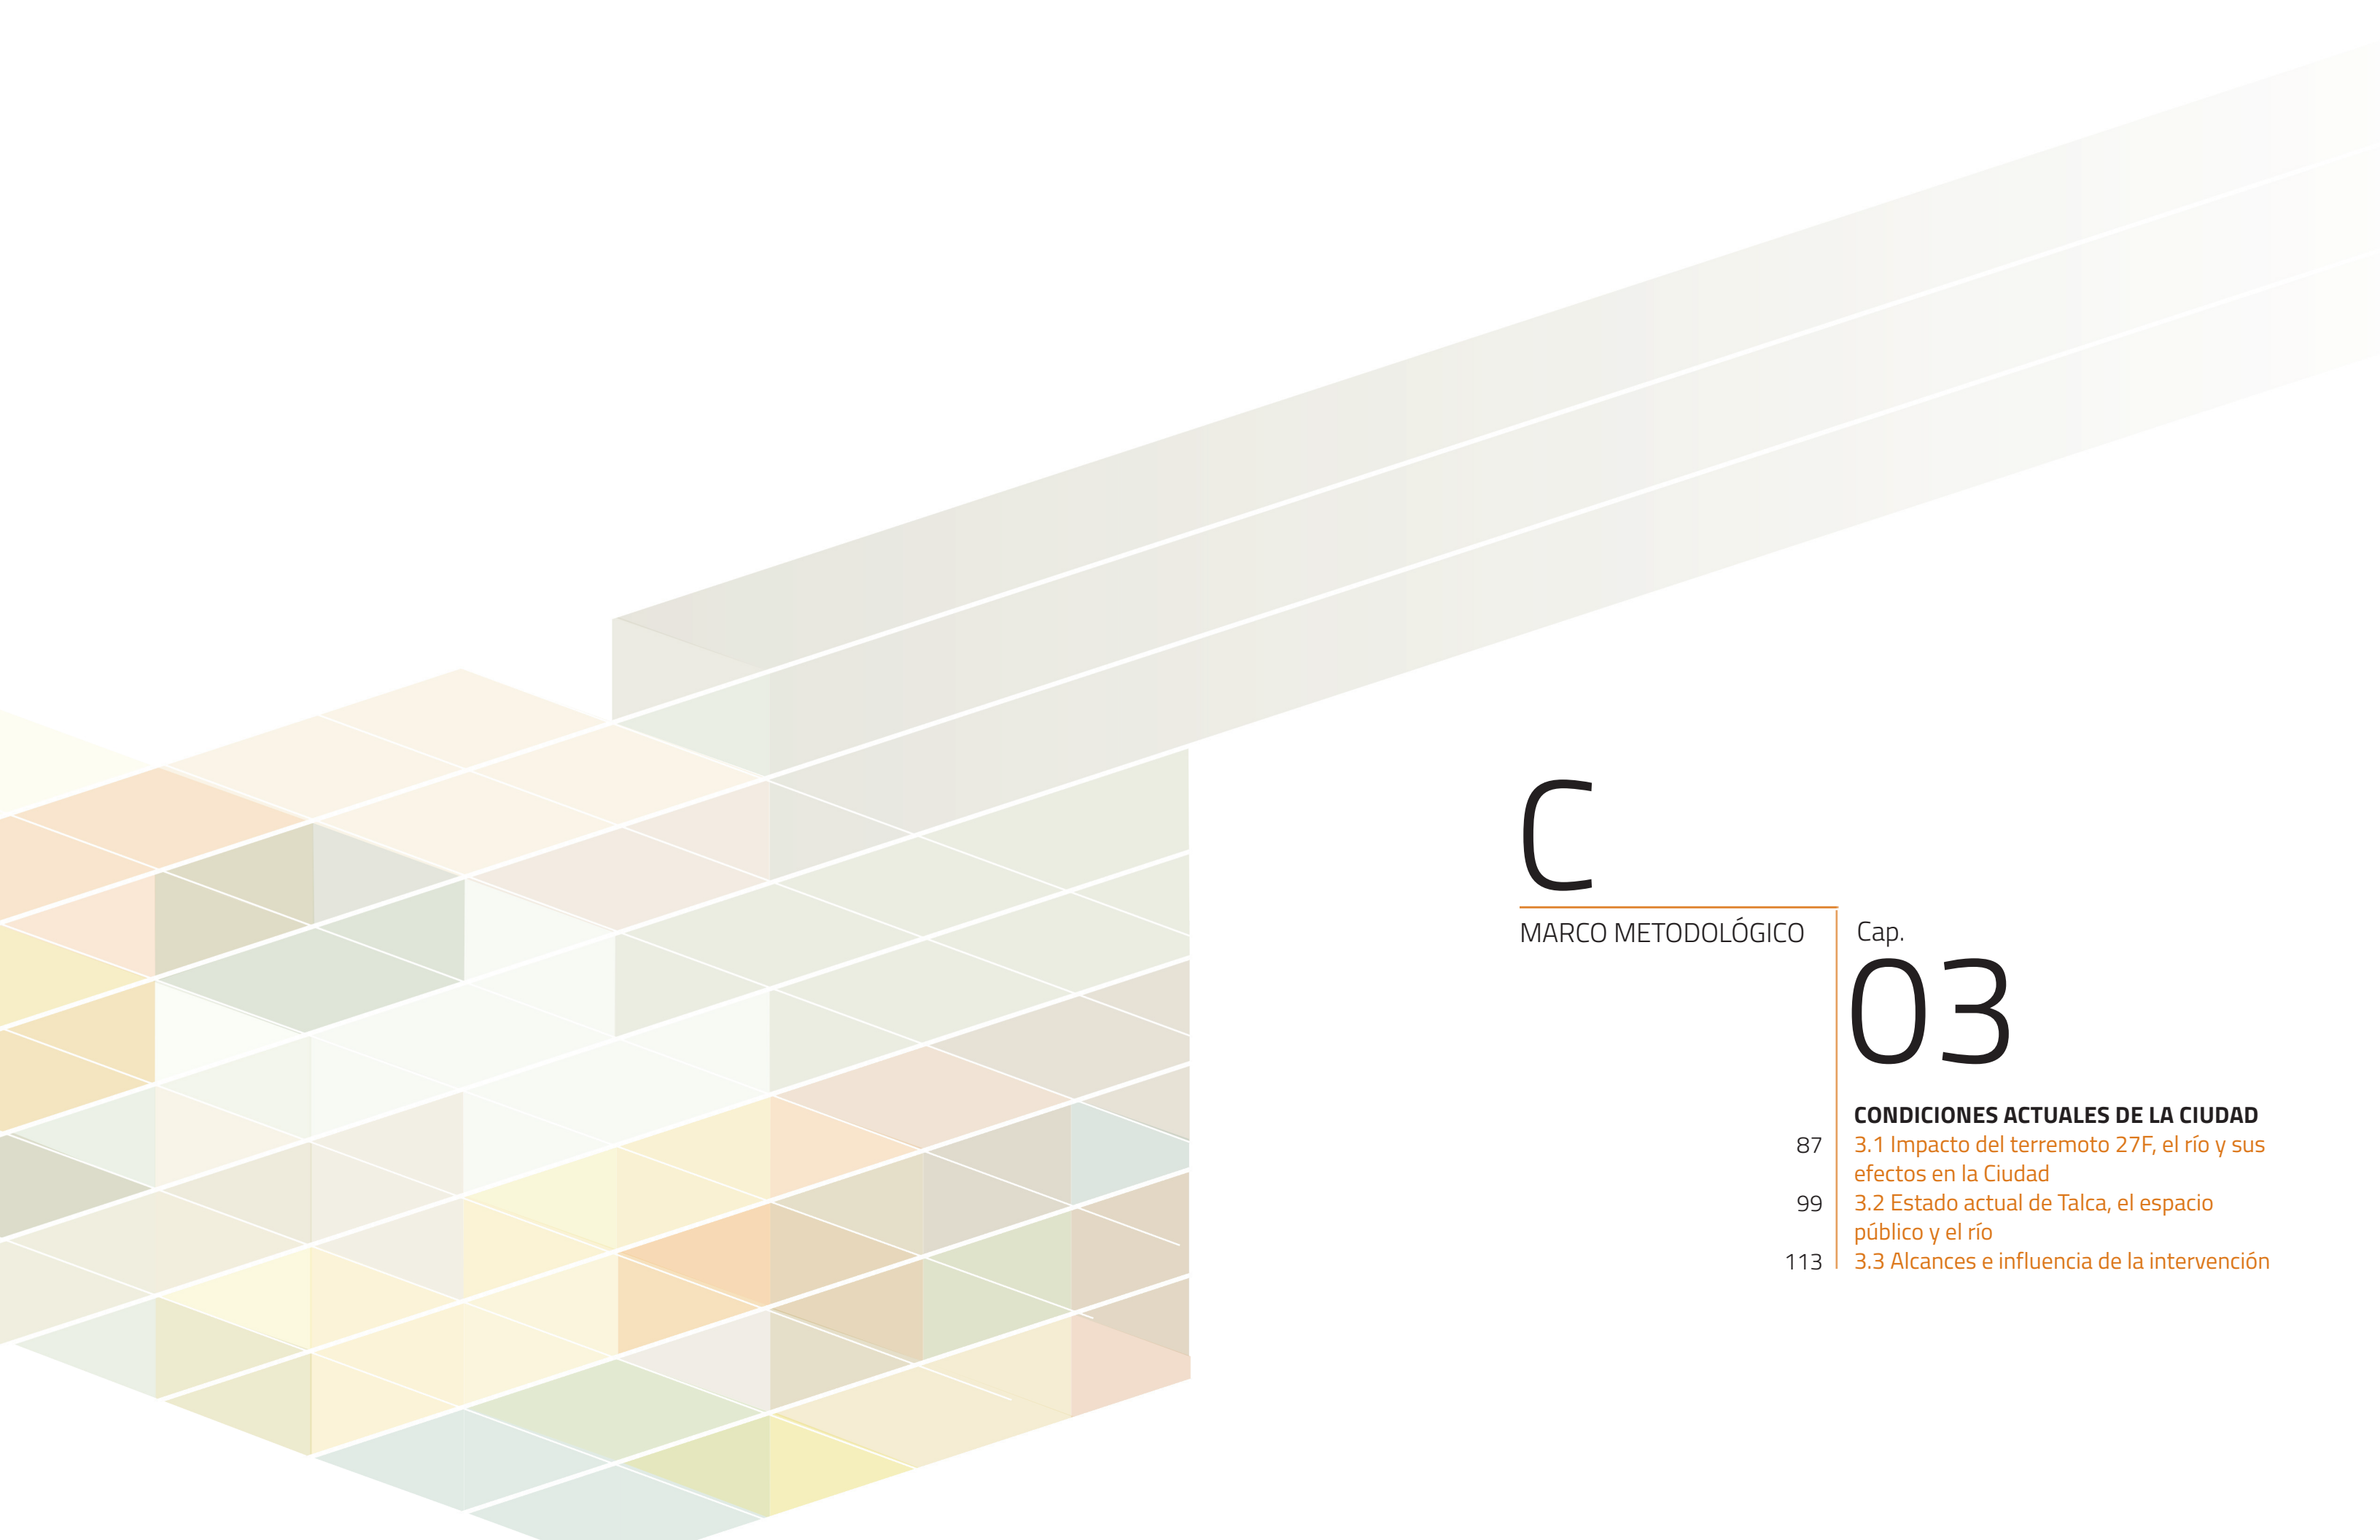 C
MARCO METODOLÓGICO
Cap.
03
CONDICIONES ACTUALES DE LA CIUDAD
87 3.1 Impacto del terremoto 27F, el río y sus
efectos en la Ciudad
99 3.2 Estado actual de Talca, el espacio
público y el río
113 3.3 Alcances e influencia de la intervención